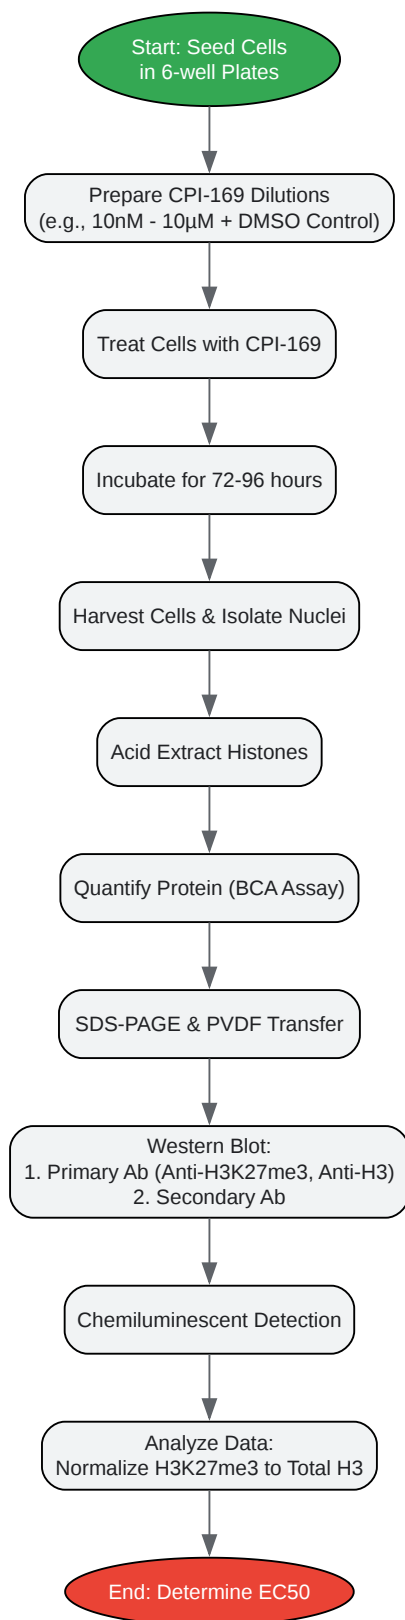 Start: Seed Cells
in 6-well Plates
Prepare CPI-169 Dilutions
(e.g., 10nM - 10µM + DMSO Control)
Treat Cells with CPI-169
Incubate for 72-96 hours
Harvest Cells & Isolate Nuclei
Acid Extract Histones
Quantify Protein (BCA Assay)
SDS-PAGE & PVDF Transfer
Western Blot:
1. Primary Ab (Anti-H3K27me3, Anti-H3)
2. Secondary Ab
Chemiluminescent Detection
Analyze Data:
Normalize H3K27me3 to Total H3
End: Determine EC50